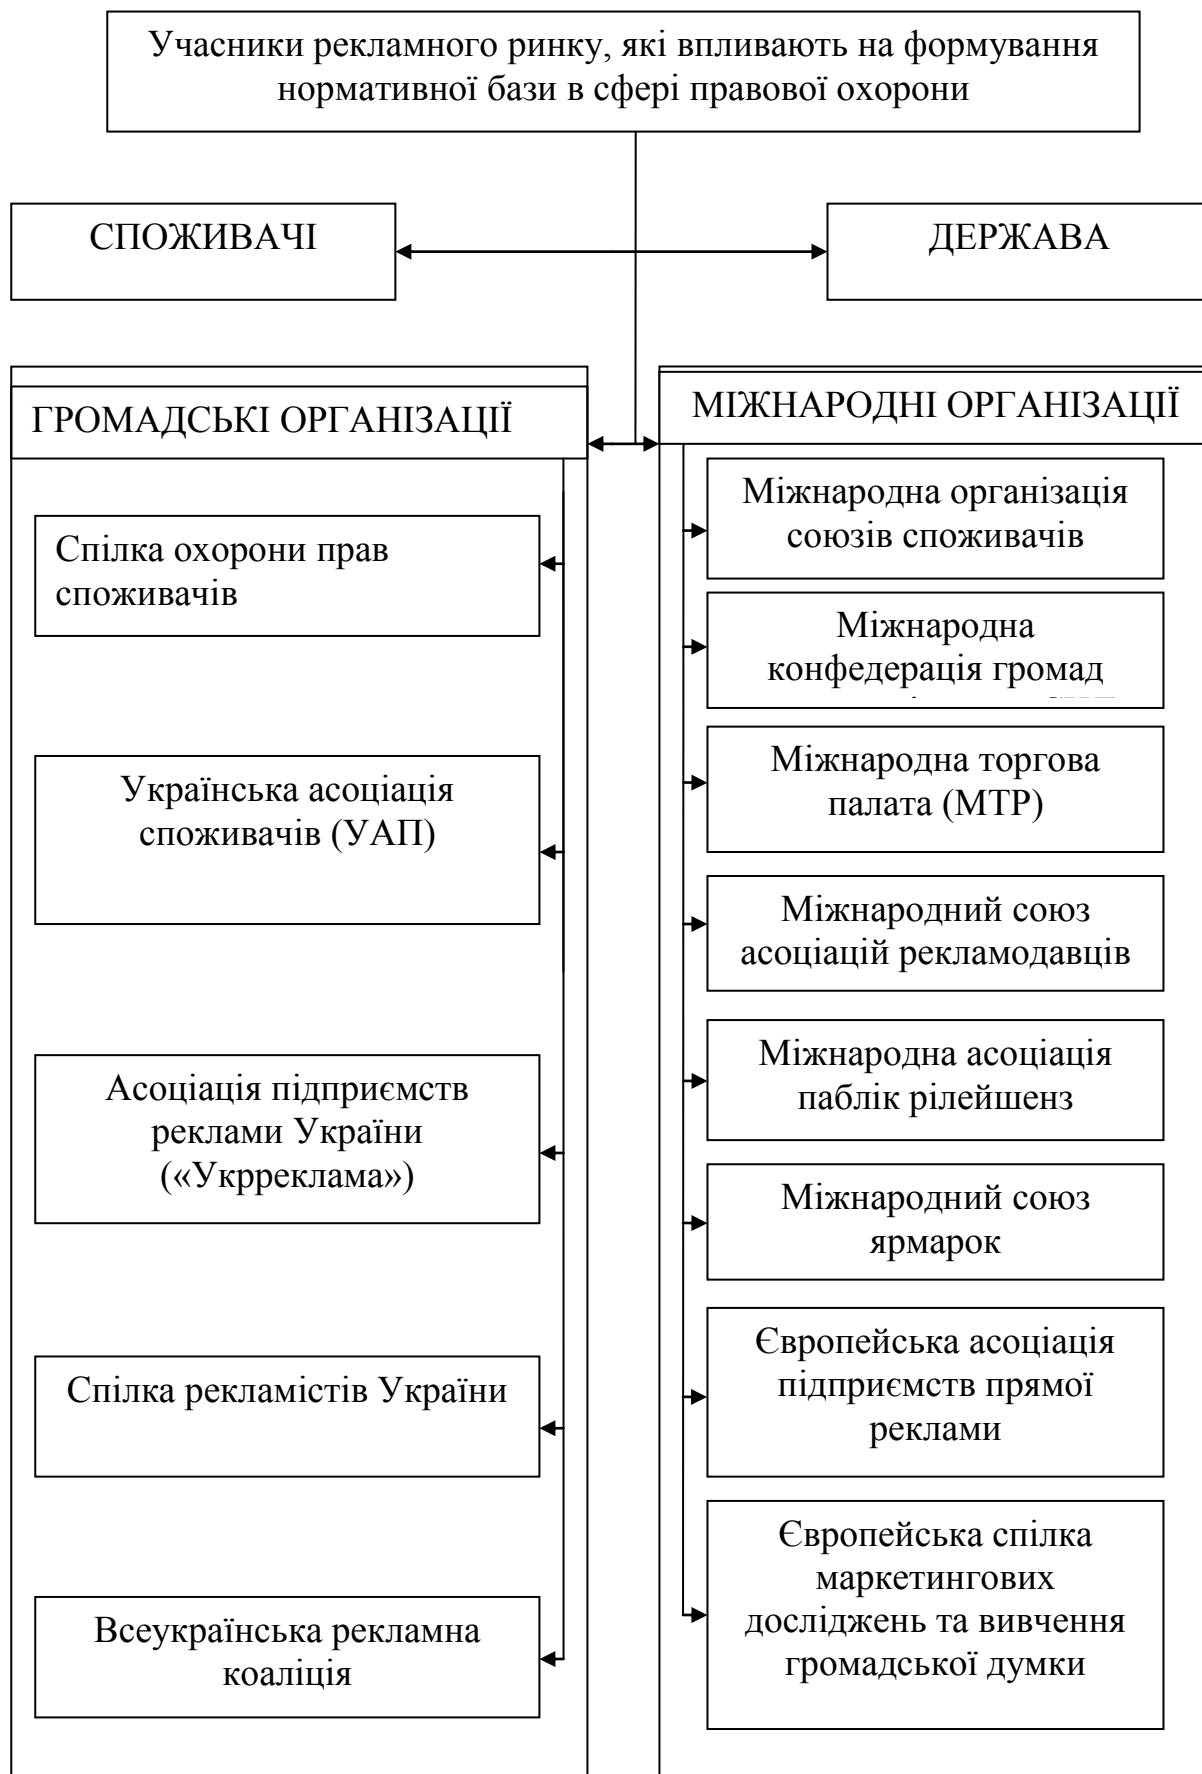 Учасники рекламного ринку, які впливають на формування
нормативної бази в сфері правової охорони
СПОЖИВАЧІ
ДЕРЖАВА
ГРОМАДСЬКІ ОРГАНІЗАЦІЇ
Спілка охорони прав
споживачів
Українська асоціація
споживачів (УАП)
Асоціація підприємств
реклами України
(«Укрреклама»)
Спілка рекламістів України
Всеукраїнська рекламна
коаліція
МІЖНАРОДНІ ОРГАНІЗАЦІЇ
Міжнародна організація
союзів споживачів
Міжнародна
конфедерація громад
Міжнародна торгова
палата (МТР)
Міжнародний союз
асоціацій рекламодавців
Міжнародна асоціація
паблік рілейшенз
Міжнародний союз
ярмарок
Європейська асоціація
підприємств прямої
реклами
Європейська спілка
маркетингових
досліджень та вивчення
громадської думки